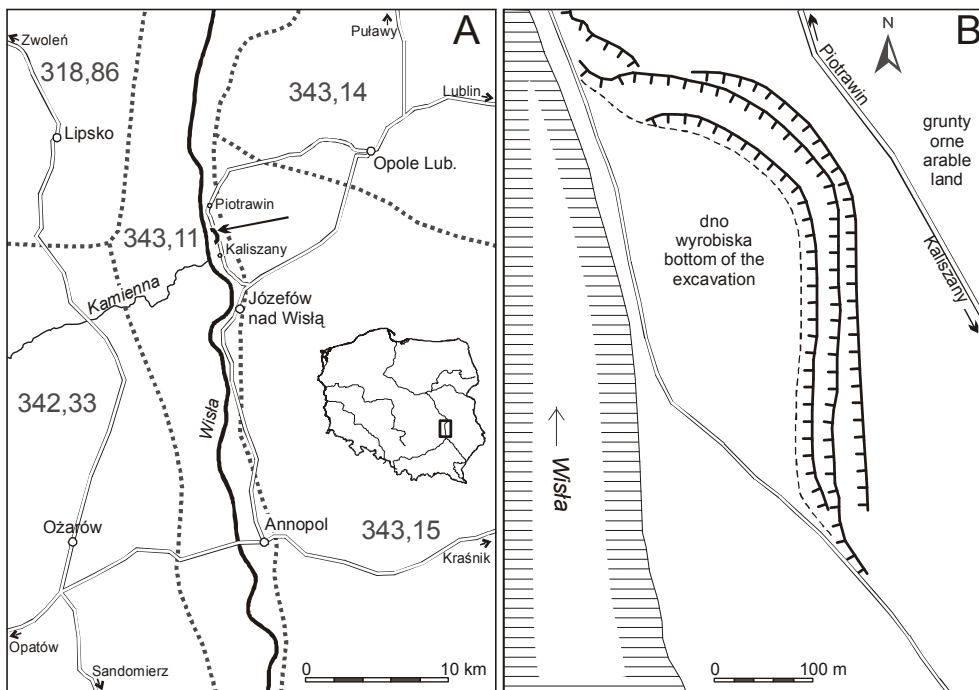 A
Zwoleń
Puławy
318,86
343,14
Lublin
Lipsko
Opole Lub.
Piotrawin
343,11
Kaliszany
Kamienna
Józefów
nad Wisłą
342,33
Wisła
Ożarów
Annopol
343,15
Kraśnik
Opatów
Sandomierz
0 10 km
B
N
Piotrawin
grunty
orne
arable
land
dno
wyrobiska
bottom of the
excavation
Kaliszany
Wisła
0 100 m